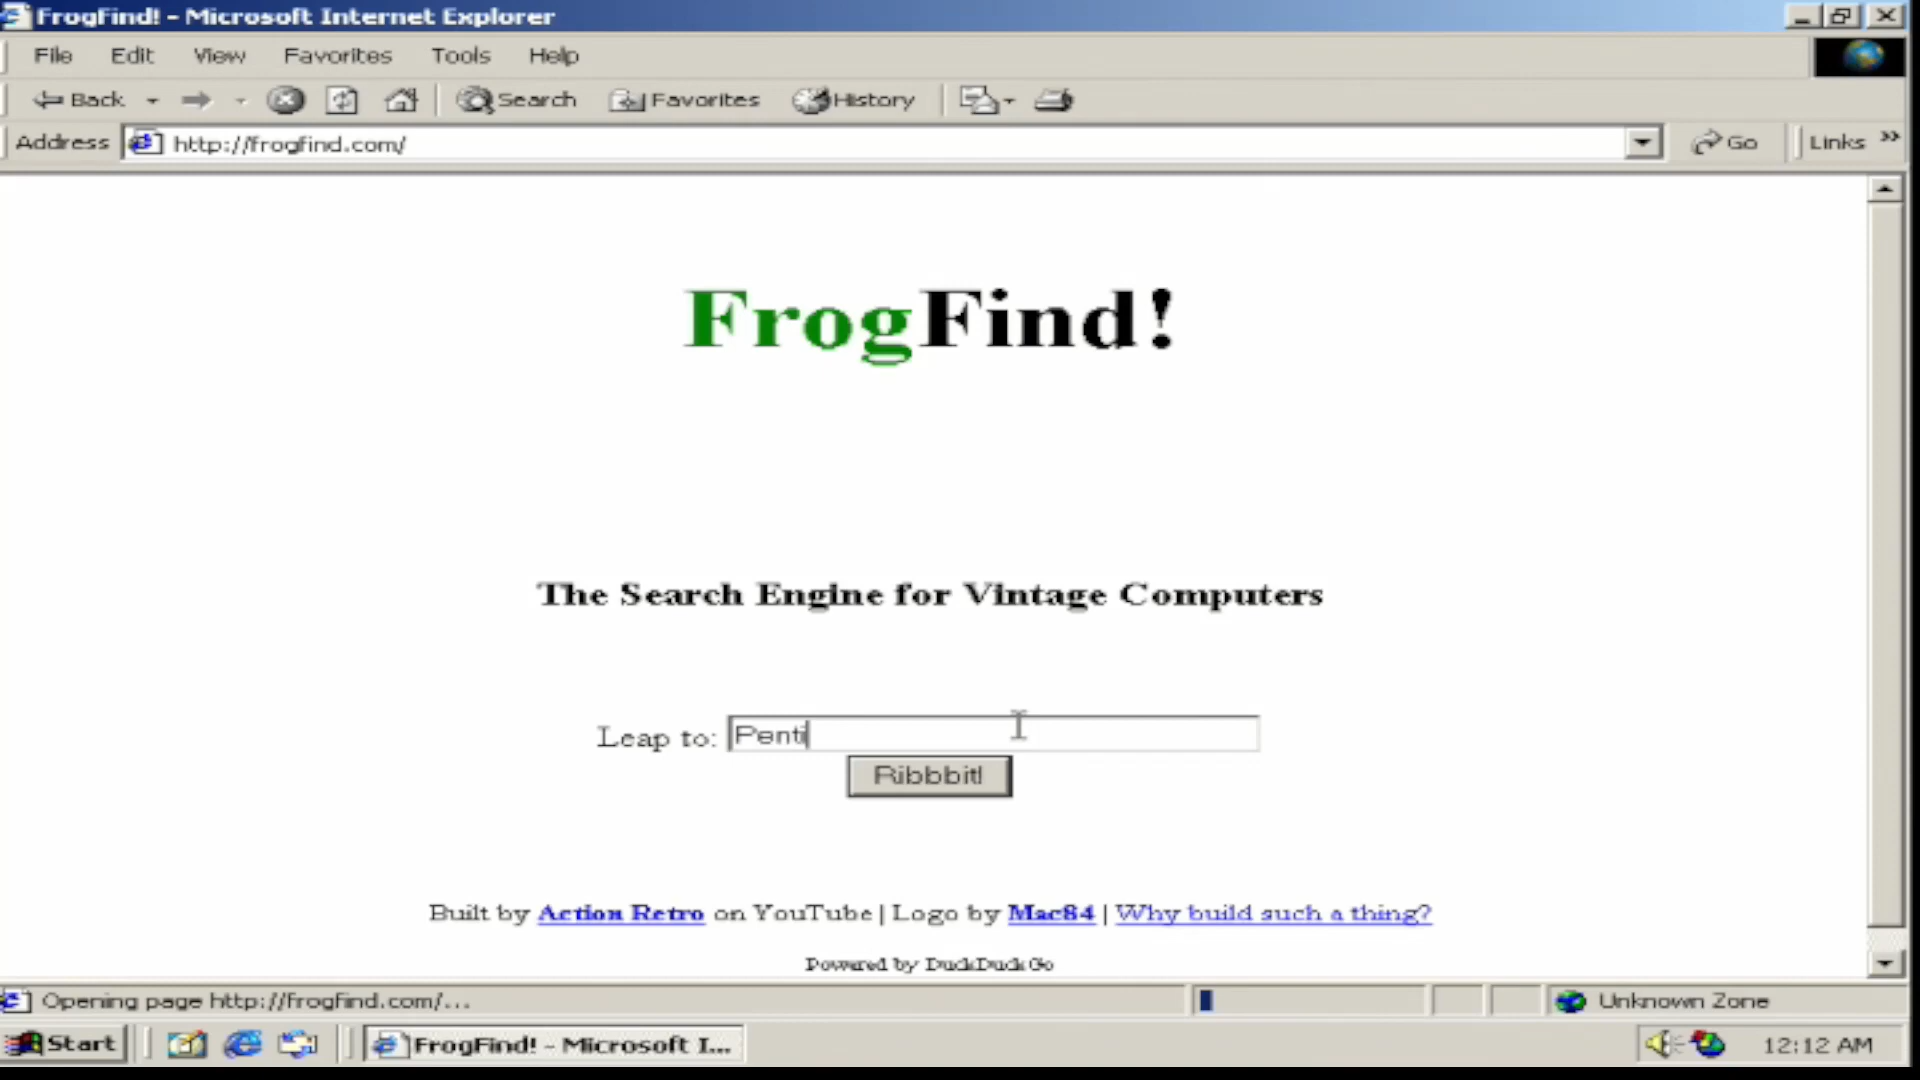 FrogFind! - Microsoft Internet Explorer
File Edit View Favorites Tools Help
Back Search Favorites History
Address http://frogfind.com/ Go Links »
FrogFind!
The Search Engine for Vintage Computers
Leap to: Penti
Ribbbit!
Built by Action Retro on YouTube | Logo by Mac84 | Why build such a thing?
Powered by DuckDuckGo
Opening page http://frogfind.com/... Unknown Zone
Start FrogFind! - Microsoft I... 12:12 AM